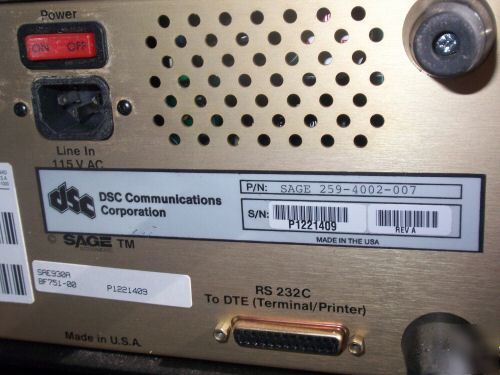 Power
ON OFF
Line In
115 V AC
dsc
DSC Communications
Corporation
P/N: SAGE 259-4002-007
S/N:
P1221409
REV A
MADE IN THE USA
© SAGE TM
SAE930A
BF751-00 P1221409
RS 232C
To DTE (Terminal/Printer)
Made in U.S.A.